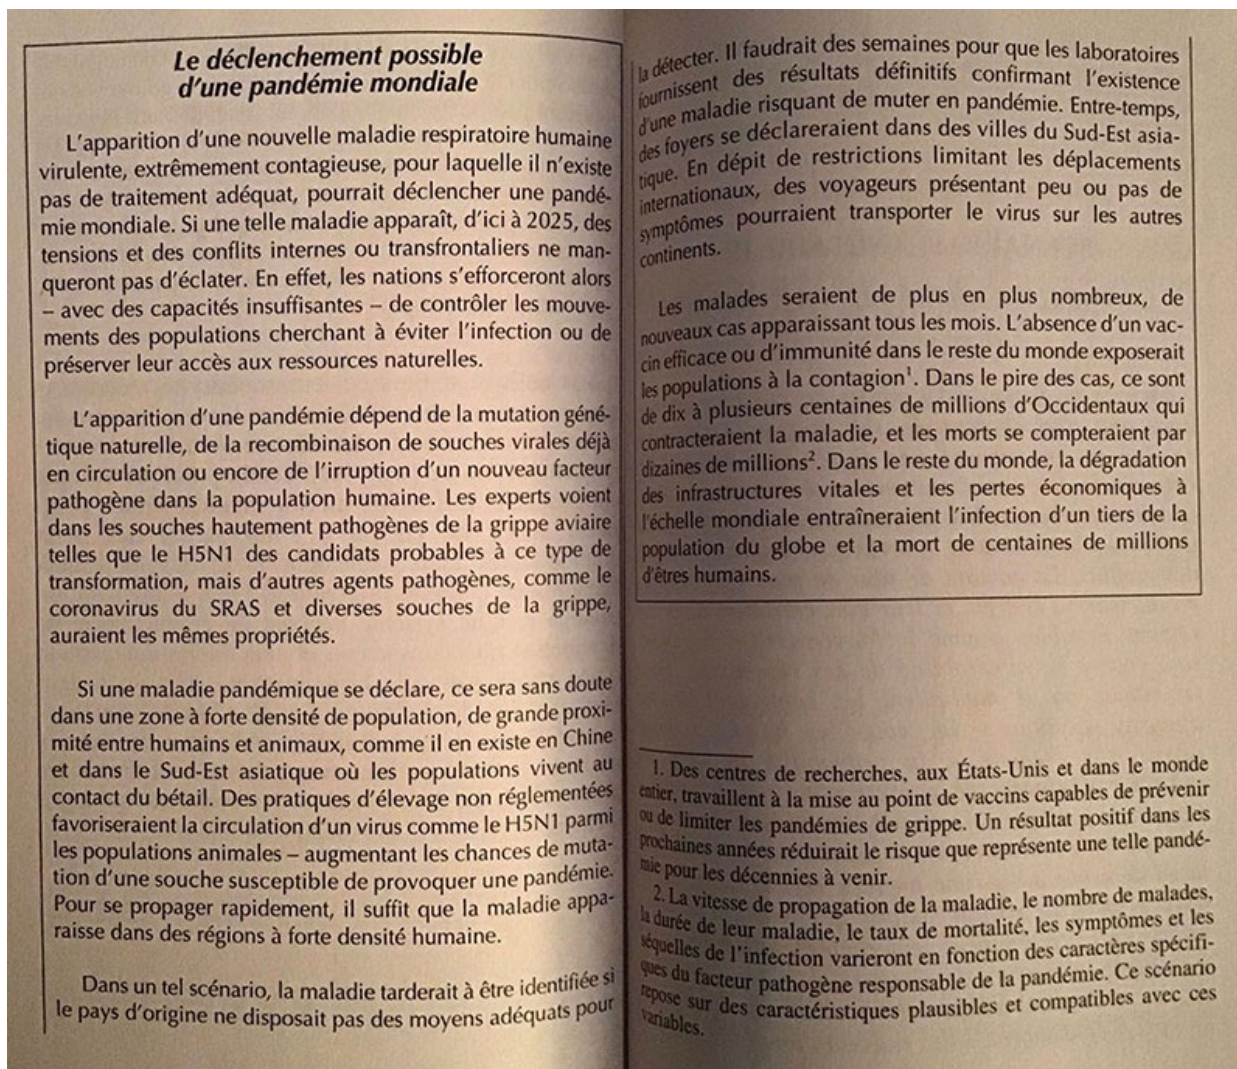 Le déclenchement possible
d'une pandémie mondiale
L'apparition d'une nouvelle maladie respiratoire humaine
virulente, extrêmement contagieuse, pour laquelle il n'existe
pas de traitement adéquat, pourrait déclencher une pandé-
mie mondiale. Si une telle maladie apparaît, d'ici à 2025, des
tensions et des conflits internes ou transfrontaliers ne man-
queront pas d'éclater. En effet, les nations s'efforceront alors
– avec des capacités insuffisantes – de contrôler les mouve-
ments des populations cherchant à éviter l'infection ou de
préserver leur accès aux ressources naturelles.
L'apparition d'une pandémie dépend de la mutation géné-
tique naturelle, de la recombinaison de souches virales déjà
en circulation ou encore de l'irruption d'un nouveau facteur
pathogène dans la population humaine. Les experts voient
dans les souches hautement pathogènes de la grippe aviaire
telles que le H5N1 des candidats probables à ce type de
transformation, mais d'autres agents pathogènes, comme le
coronavirus du SRAS et diverses souches de la grippe,
auraient les mêmes propriétés.
Si une maladie pandémique se déclare, ce sera sans doute
dans une zone à forte densité de population, de grande proxi-
mité entre humains et animaux, comme il en existe en Chine
et dans le Sud-Est asiatique où les populations vivent au
contact du bétail. Des pratiques d'élevage non réglementées
favoriseraient la circulation d'un virus comme le H5N1 parmi
les populations animales – augmentant les chances de muta-
tion d'une souche susceptible de provoquer une pandémie.
Pour se propager rapidement, il suffit que la maladie appa-
raisse dans des régions à forte densité humaine.
Dans un tel scénario, la maladie tarderait à être identifiée si
le pays d'origine ne disposait pas des moyens adéquats pour
la détecter. Il faudrait des semaines pour que les laboratoires
fournissent des résultats définitifs confirmant l'existence
d'une maladie risquant de muter en pandémie. Entre-temps,
des foyers se déclareraient dans des villes du Sud-Est asia-
tique. En dépit de restrictions limitant les déplacements
internationaux, des voyageurs présentant peu ou pas de
symptômes pourraient transporter le virus sur les autres
continents.
Les malades seraient de plus en plus nombreux, de
nouveaux cas apparaissant tous les mois. L'absence d'un vac-
cin efficace ou d'immunité dans le reste du monde exposerait
les populations à la contagion¹. Dans le pire des cas, ce sont
de dix à plusieurs centaines de millions d'Occidentaux qui
contracteraient la maladie, et les morts se compteraient par
dizaines de millions². Dans le reste du monde, la dégradation
des infrastructures vitales et les pertes économiques à
l'échelle mondiale entraîneraient l'infection d'un tiers de la
population du globe et la mort de centaines de millions
d'êtres humains.
1. Des centres de recherches, aux États-Unis et dans le monde
entier, travaillent à la mise au point de vaccins capables de prévenir
ou de limiter les pandémies de grippe. Un résultat positif dans les
prochaines années réduirait le risque que représente une telle pandé-
mie pour les décennies à venir.
2. La vitesse de propagation de la maladie, le nombre de malades,
la durée de leur maladie, le taux de mortalité, les symptômes et les
séquelles de l'infection varieront en fonction des caractères spécifi-
ques du facteur pathogène responsable de la pandémie. Ce scénario
repose sur des caractéristiques plausibles et compatibles avec ces
variables.